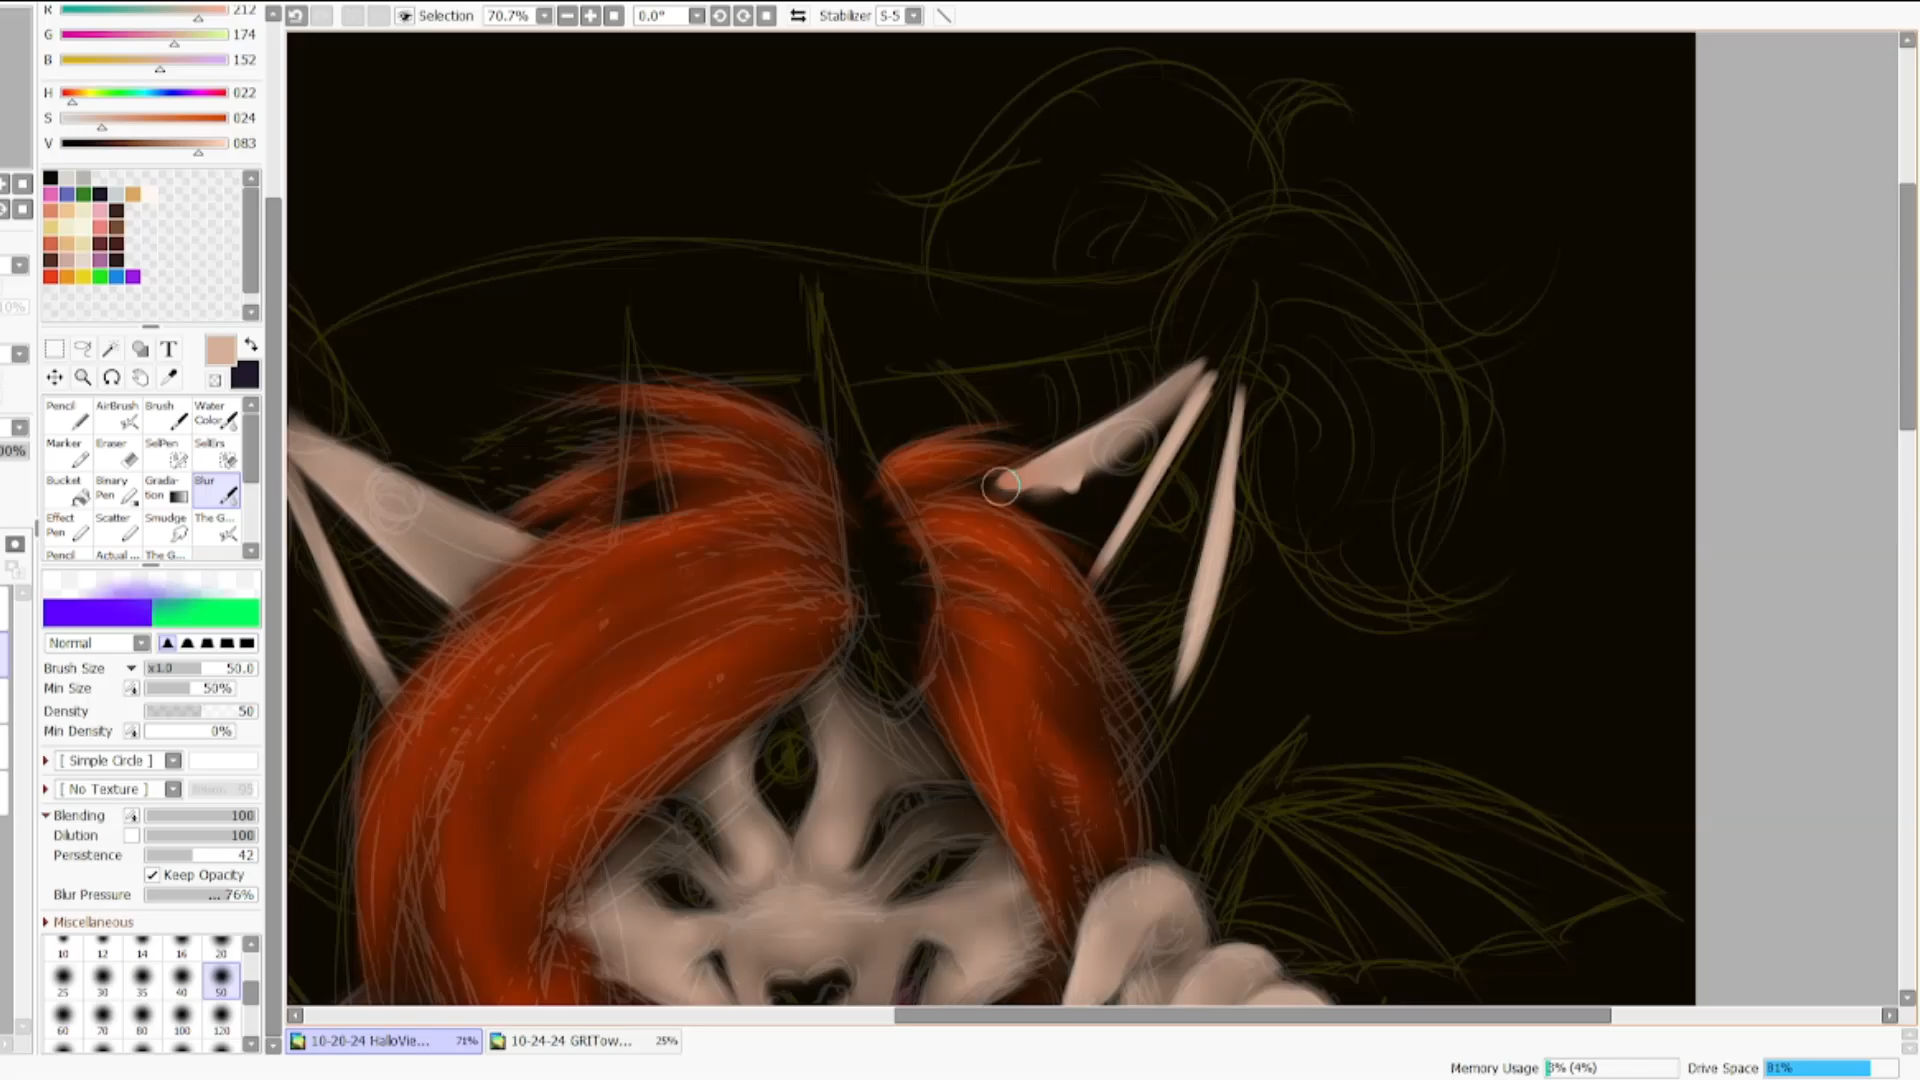 R 212
G 174
B 152
H 022
S 024
V 083
Selection 70.7% 0.0° Stabilizer S-5
T
Pencil AirBrush Brush Water Color
Marker Eraser SelPen SelErs
Bucket Binary Pen Grada-tion Blur
Effect Pen Scatter Smudge The G...
Pencil Actual ... The G...
Normal
Brush Size x1.0 50.0
Min Size 50%
Density 50
Min Density 0%
[ Simple Circle ]
[ No Texture ] 95
Blending 100
Dilution 100
Persistence 42
Keep Opacity
Blur Pressure ... 76%
Miscellaneous
10 12 14 16 20
25 30 35 40 50
60 70 80 100 120
10-20-24 HalloVie... 71% 10-24-24 GRITow... 25%
Memory Usage 3% (4%) Drive Space 81%